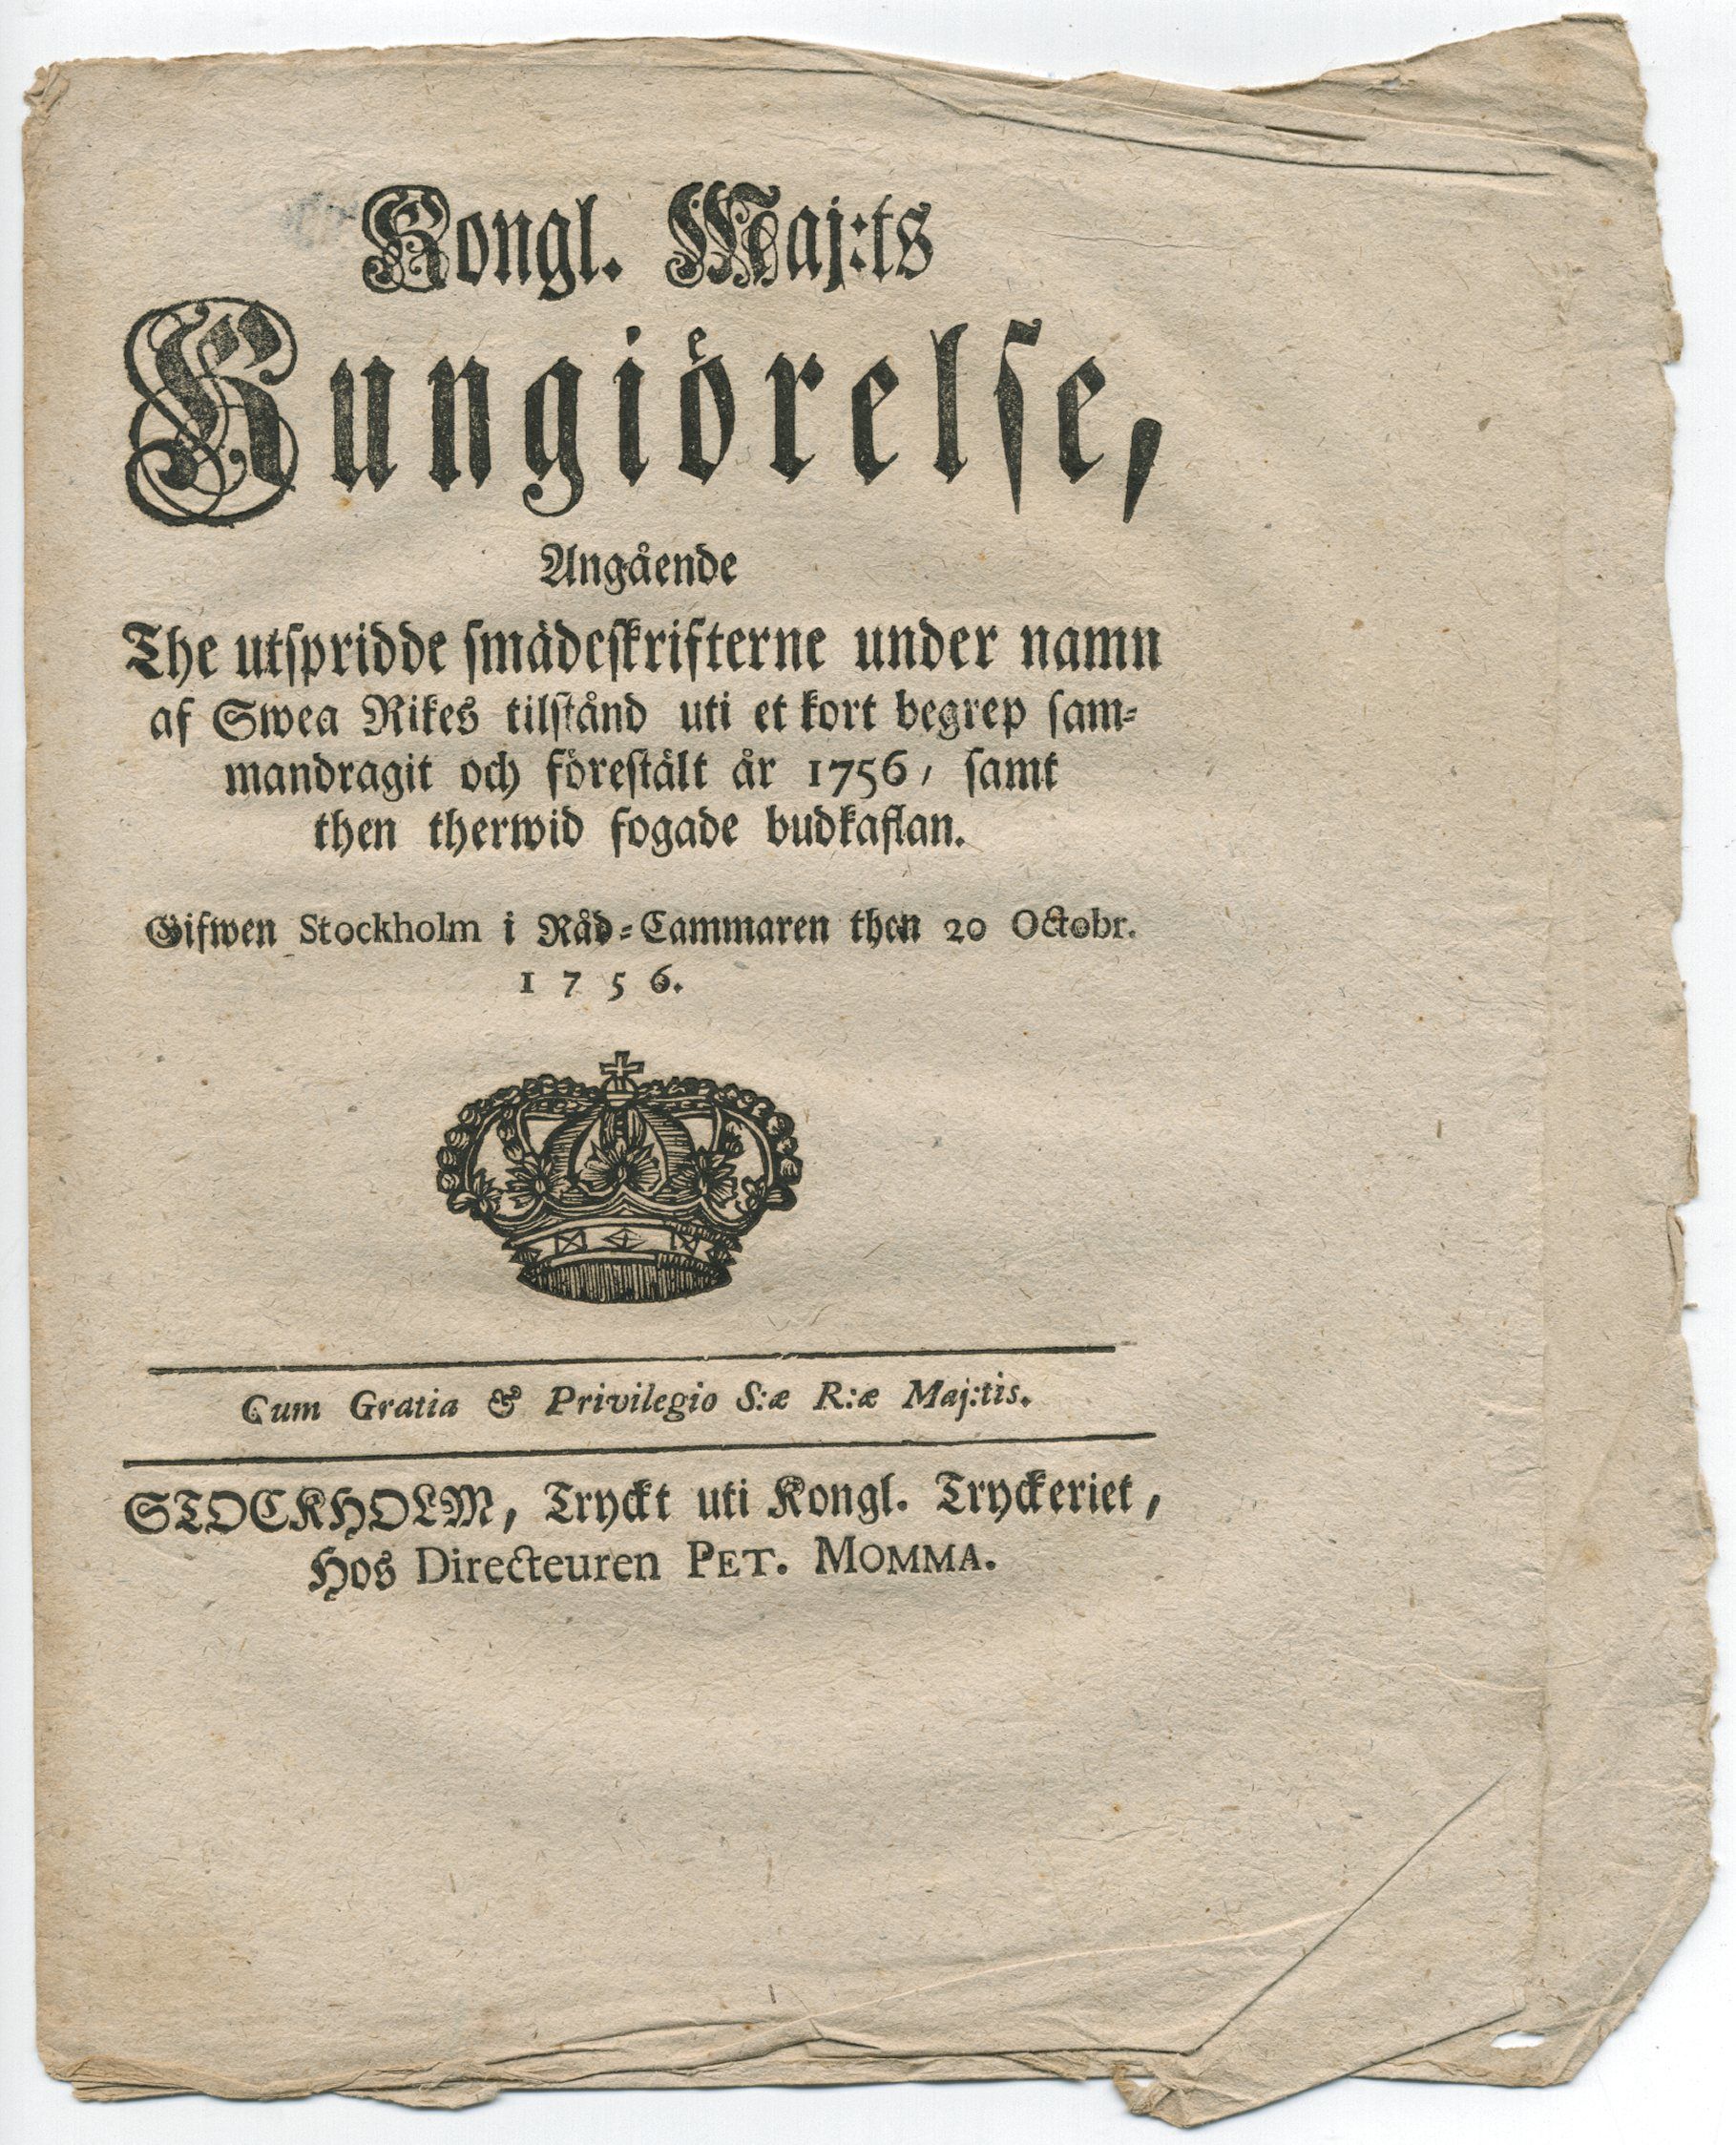 Kongl. Maj:ts
Kungiörelse,
Angående
The utspridde smädeskrifterne under namn
af Swea Rikes tilstånd uti et kort begrep sam-
mandragit och förestält år 1756, samt
then therwid fogade budkaflan.
Gifwen Stockholm i Råd-Cammaren then 20 Octobr.
1756.
Cum Gratia & Privilegio S:æ R:æ Maj:tis.
STOCKHOLM, Tryckt uti Kongl. Tryckeriet,
Hos Directeuren PET. MOMMA.